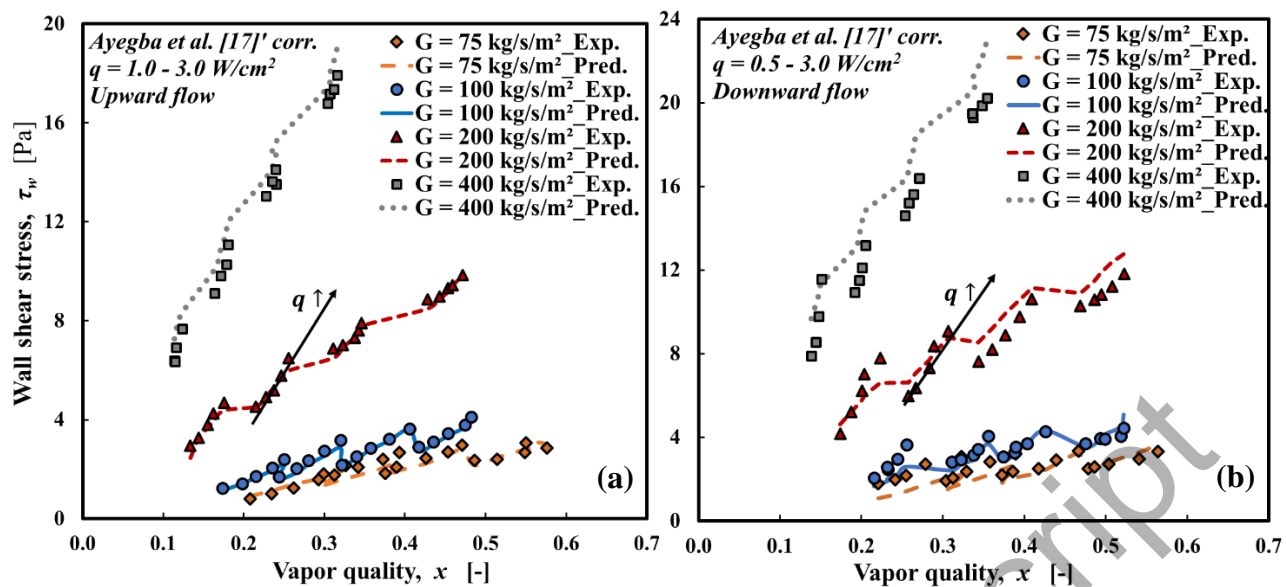 Ayegba et al. [17]' corr.
q = 1.0 - 3.0 W/cm²
Upward flow
G = 75 kg/s/m²_Exp.
G = 75 kg/s/m²_Pred.
G = 100 kg/s/m²_Exp.
G = 100 kg/s/m²_Pred.
G = 200 kg/s/m²_Exp.
G = 200 kg/s/m²_Pred.
G = 400 kg/s/m²_Exp.
G = 400 kg/s/m²_Pred.
q ↑
(a)
20
16
12
8
4
0
Wall shear stress, τw [Pa]
0 0.1 0.2 0.3 0.4 0.5 0.6 0.7
Vapor quality, x [-]
Ayegba et al. [17]' corr.
q = 0.5 - 3.0 W/cm²
Downward flow
G = 75 kg/s/m²_Exp.
G = 75 kg/s/m²_Pred.
G = 100 kg/s/m²_Exp.
G = 100 kg/s/m²_Pred.
G = 200 kg/s/m²_Exp.
G = 200 kg/s/m²_Pred.
G = 400 kg/s/m²_Exp.
G = 400 kg/s/m²_Pred.
q ↑
(b)
24
20
16
12
8
4
0
0.0 0.1 0.2 0.3 0.4 0.5 0.6 0.7
Vapor quality, x [-]
cript